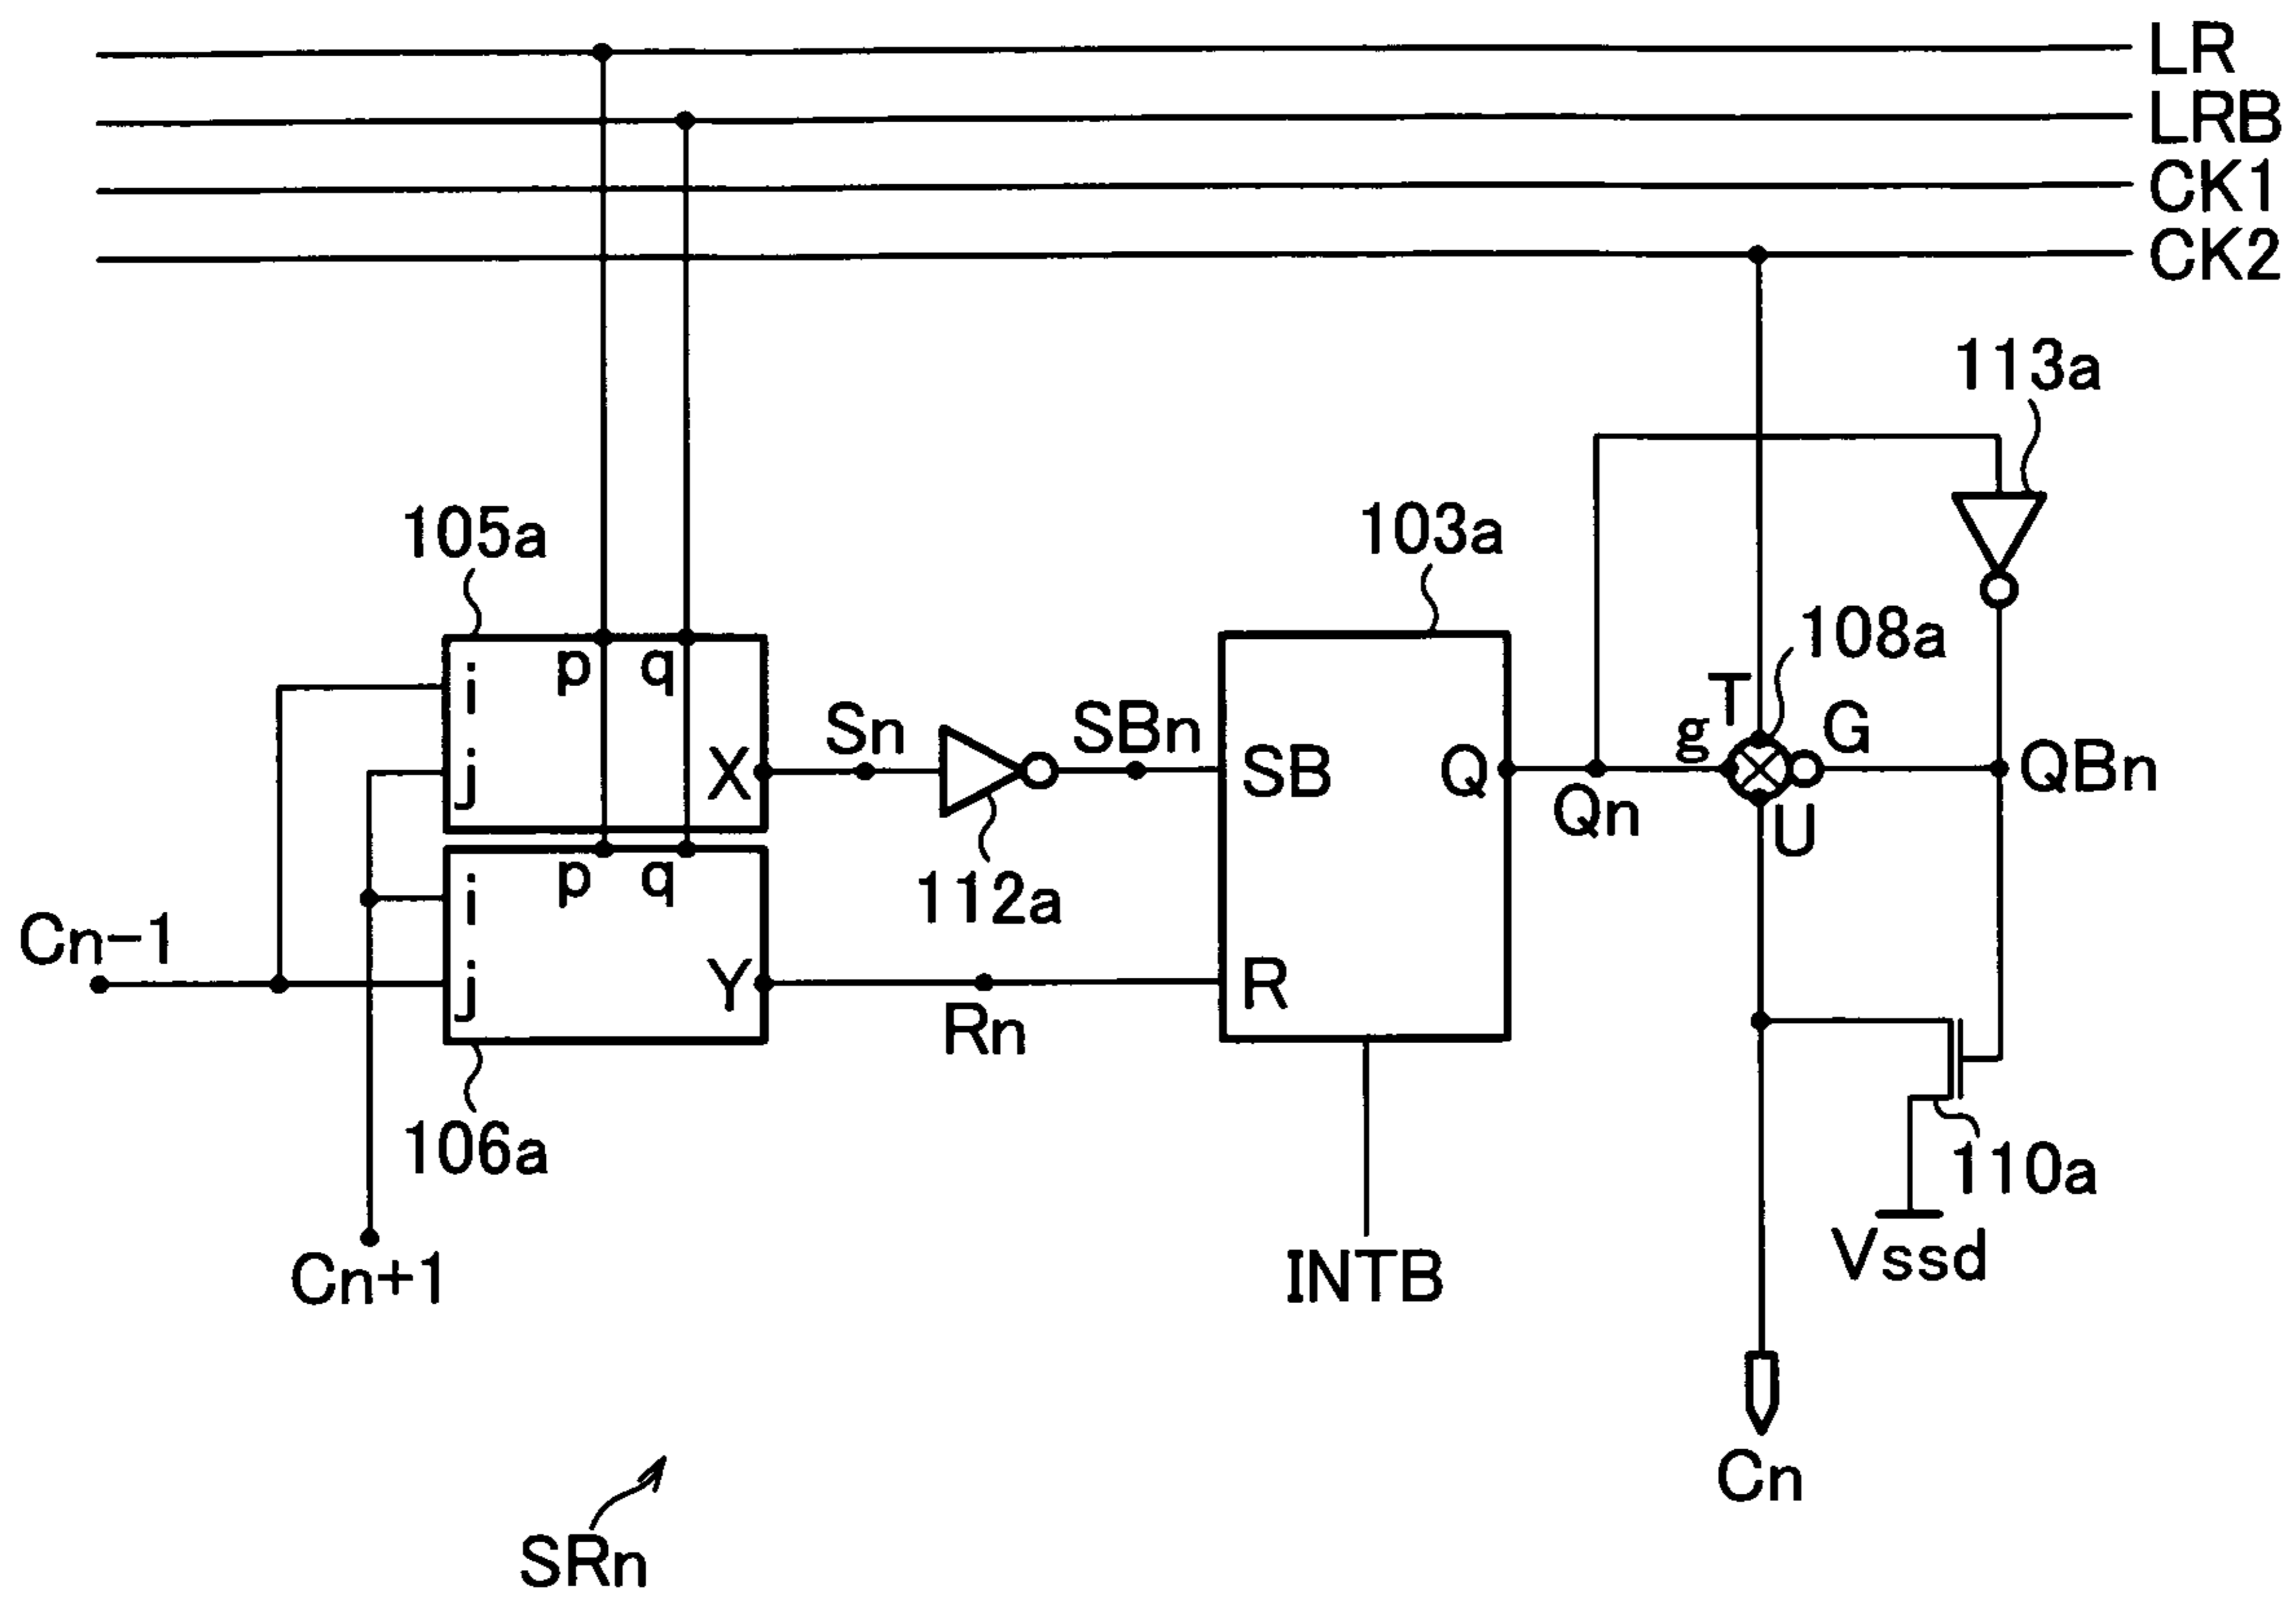 LR
LRB
CK1
CK2
113a
105a
103a
108a
i
p
q
T
g
G
Sn
SBn
j
X
SB
Q
Qn
QBn
U
112a
i
p
q
Cn-1
j
Y
Rn
R
106a
110a
Cn+1
INTB
Vssd
Cn
SRn